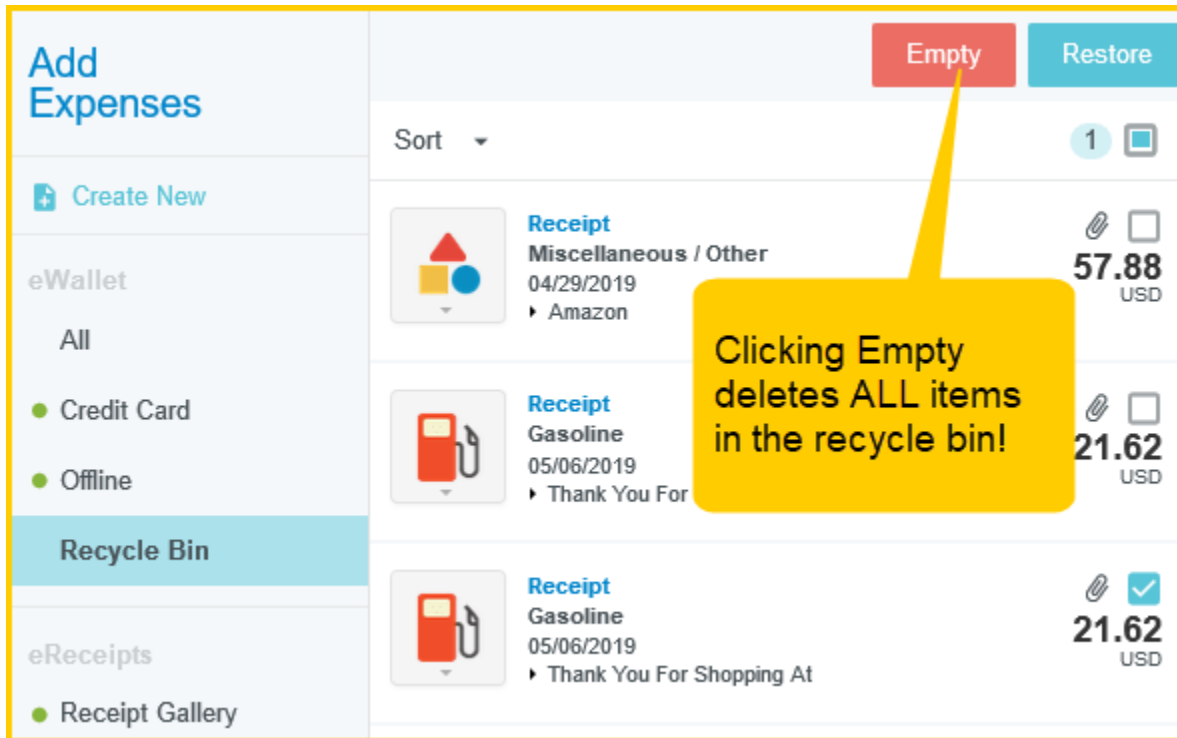 Add
Expenses
Create New
eWallet
All
Credit Card
Offline
Recycle Bin
eReceipts
Receipt Gallery
Empty
Restore
Sort
1
Receipt
Miscellaneous / Other
04/29/2019
Amazon
57.88
USD
Receipt
Gasoline
05/06/2019
Thank You For
21.62
USD
Receipt
Gasoline
05/06/2019
Thank You For Shopping At
21.62
USD
Clicking Empty
deletes ALL items
in the recycle bin!